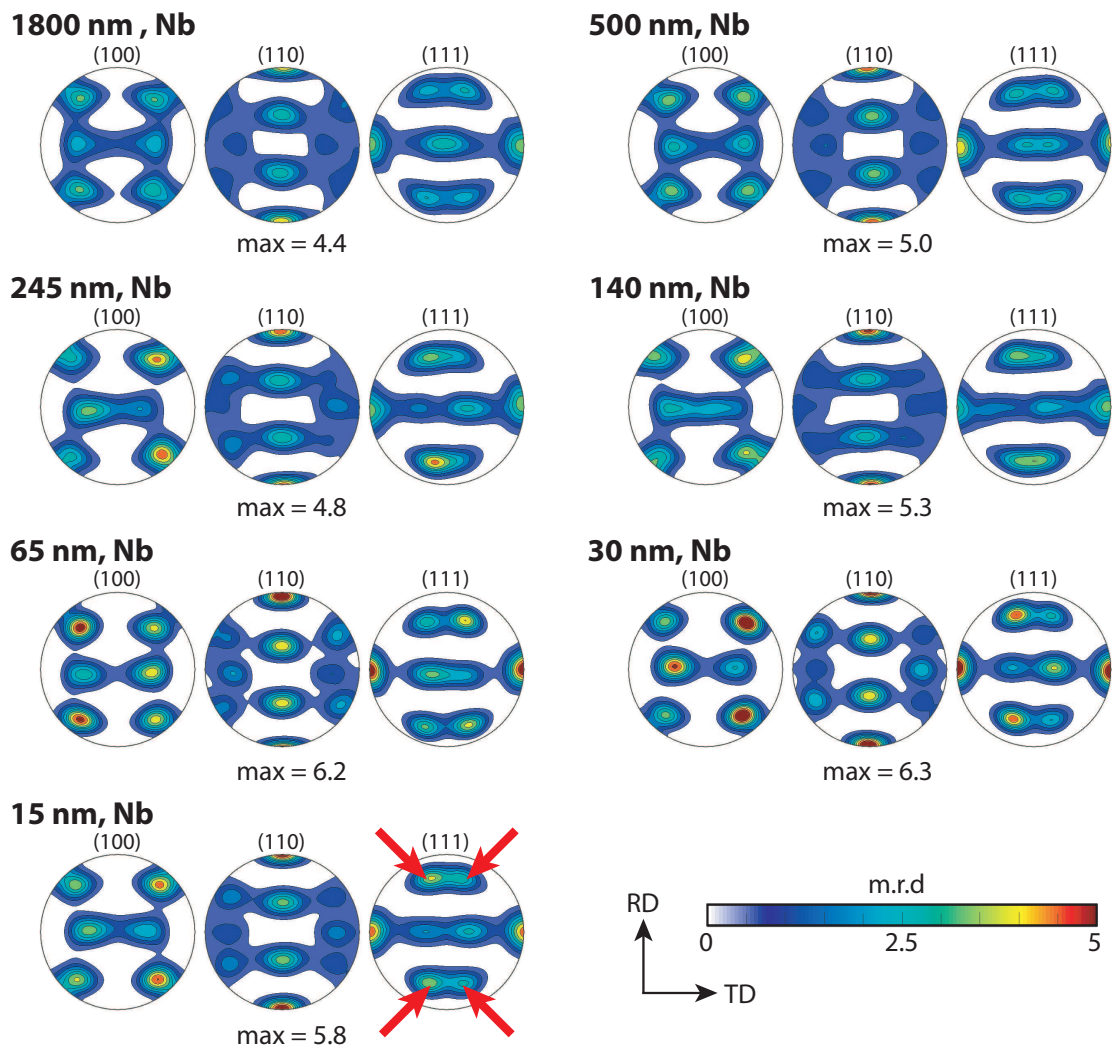 1800 nm , Nb
(100) (110) (111)
max = 4.4
500 nm, Nb
(100) (110) (111)
max = 5.0
245 nm, Nb
(100) (110) (111)
max = 4.8
140 nm, Nb
(100) (110) (111)
max = 5.3
65 nm, Nb
(100) (110) (111)
max = 6.2
30 nm, Nb
(100) (110) (111)
max = 6.3
15 nm, Nb
(100) (110) (111)
max = 5.8
RD
TD
m.r.d
0 2.5 5